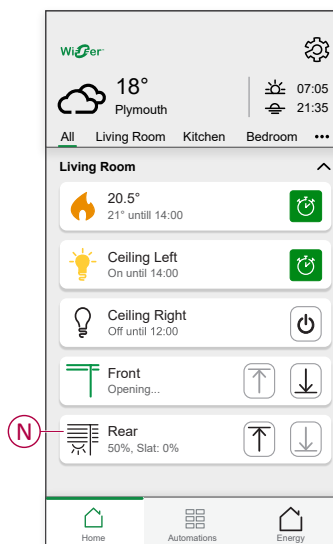 Wiser
18°
Plymouth
07:05
21:35
All Living Room Kitchen Bedroom •••
Living Room
20.5°
21° untill 14:00
Ceiling Left
On until 14:00
Ceiling Right
Off until 12:00
Front
Opening...
N
Rear
50%, Slat: 0%
Home Automations Energy